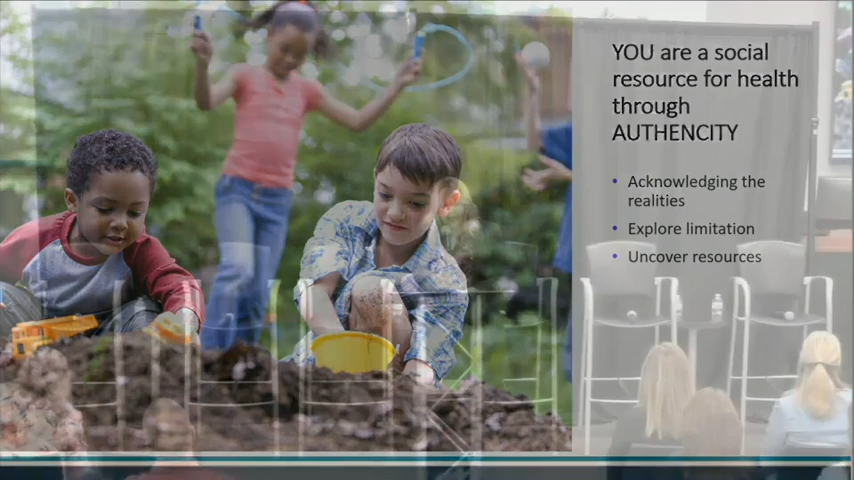 YOU are a social
resource for health
through
AUTHENCITY
• Acknowledging the
realities
• Explore limitation
• Uncover resources